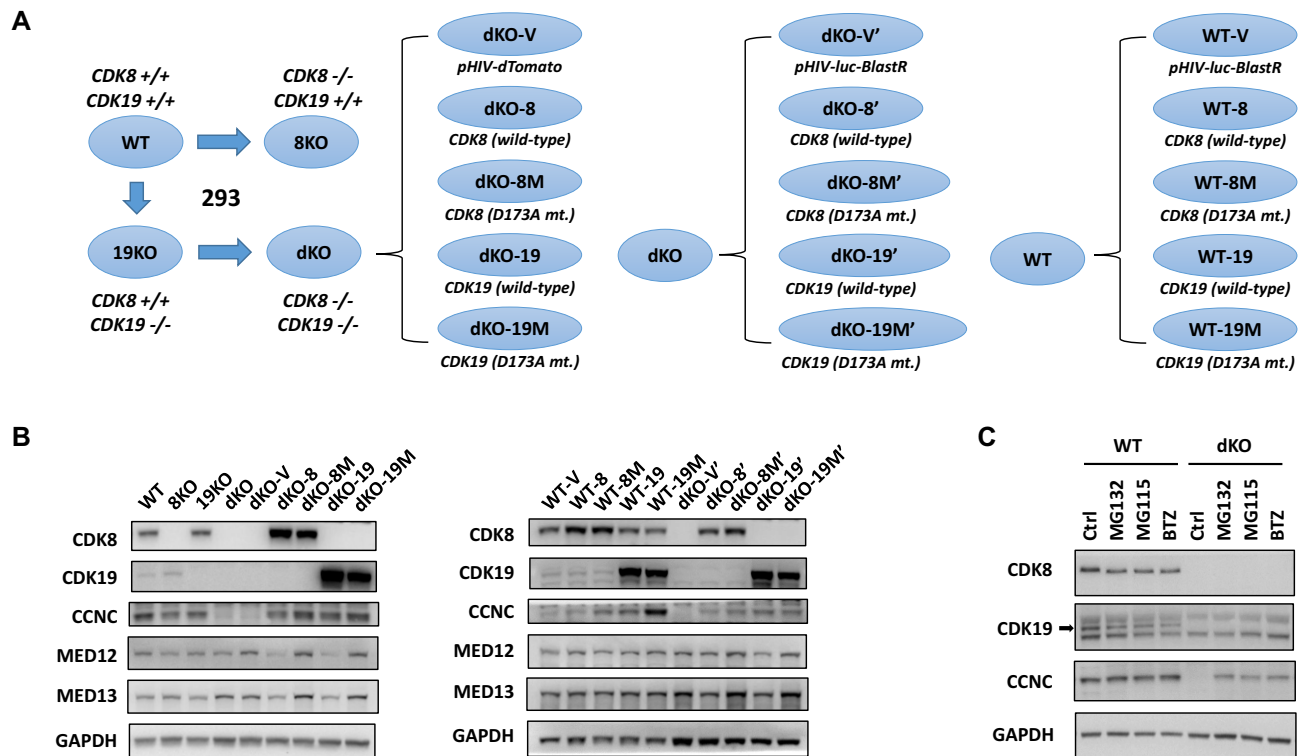 A
CDK8 +/+
CDK19 +/+
WT
CDK8 -/-
CDK19 +/+
8KO
293
19KO
CDK8 +/+
CDK19 -/-
dKO
CDK8 -/-
CDK19 -/-
dKO-V
pHIV-dTomato
dKO-8
CDK8 (wild-type)
dKO-8M
CDK8 (D173A mt.)
dKO-19
CDK19 (wild-type)
dKO-19M
CDK19 (D173A mt.)
dKO
dKO-V’
pHIV-luc-BlastR
dKO-8’
CDK8 (wild-type)
dKO-8M’
CDK8 (D173A mt.)
dKO-19’
CDK19 (wild-type)
dKO-19M’
CDK19 (D173A mt.)
WT
WT-V
pHIV-luc-BlastR
WT-8
CDK8 (wild-type)
WT-8M
CDK8 (D173A mt.)
WT-19
CDK19 (wild-type)
WT-19M
CDK19 (D173A mt.)
B
WT
8KO
19KO
dKO
dKO-V
dKO-8
dKO-8M
dKO-19
dKO-19M
CDK8
CDK19
CCNC
MED12
MED13
GAPDH
WT-V
WT-8
WT-8M
WT-19
WT-19M
dKO-V’
dKO-8’
dKO-8M’
dKO-19’
dKO-19M’
CDK8
CDK19
CCNC
MED12
MED13
GAPDH
C
WT
dKO
Ctrl
MG132
MG115
BTZ
Ctrl
MG132
MG115
BTZ
CDK8
CDK19
CCNC
GAPDH